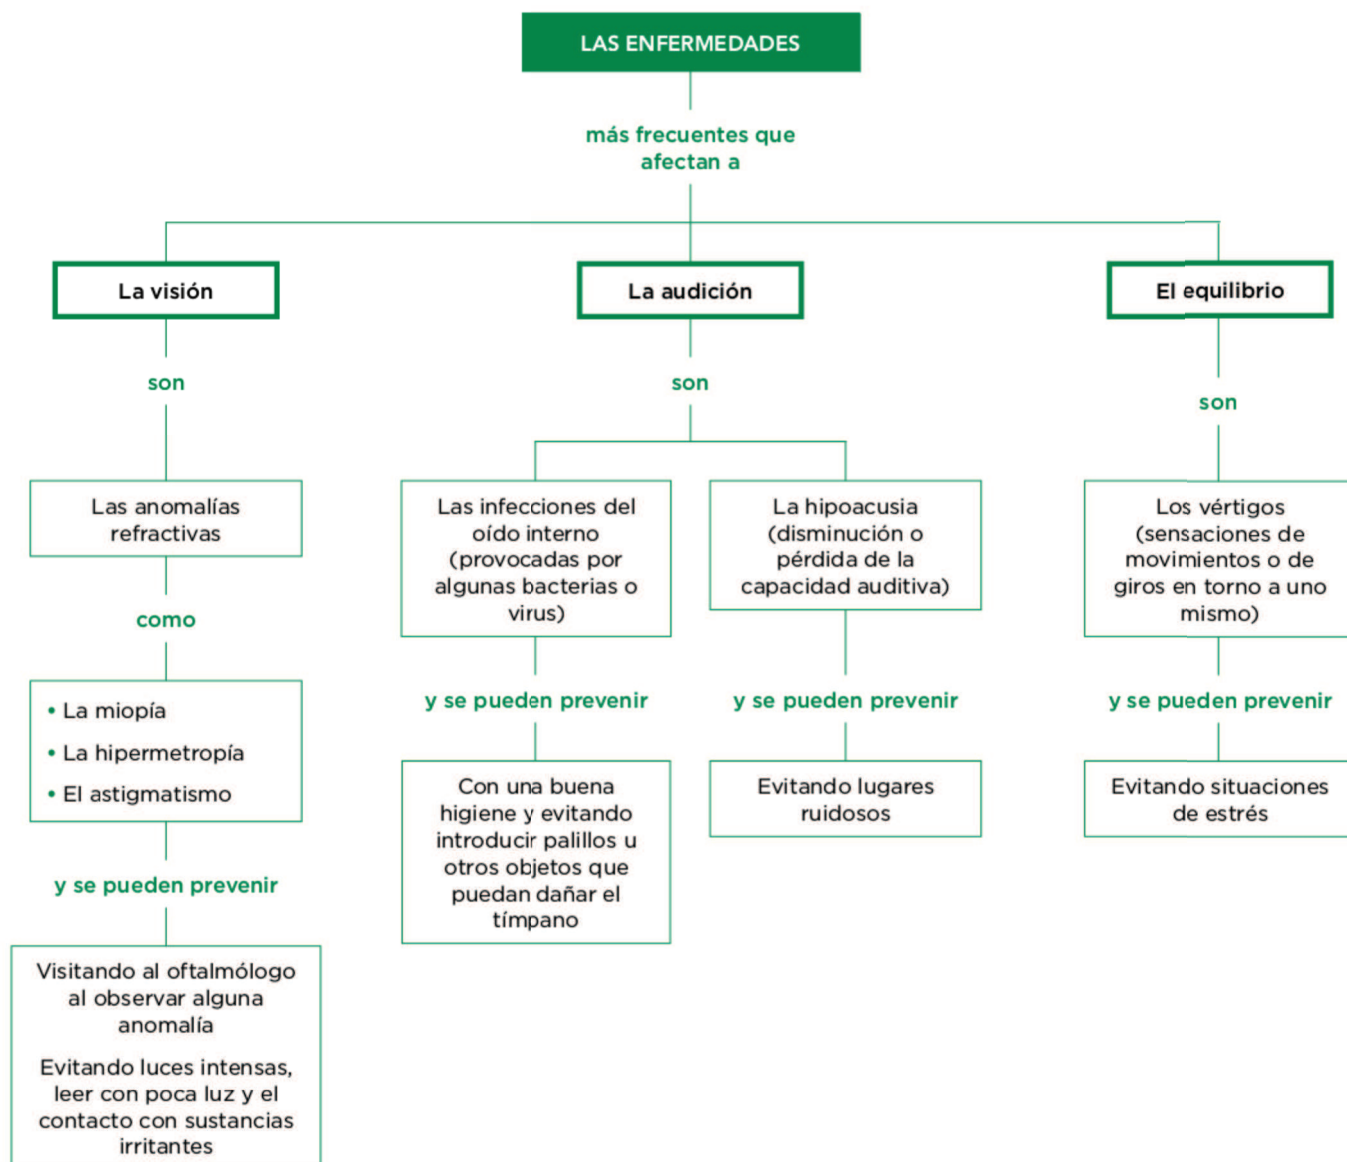 LAS ENFERMEDADES
más frecuentes que
afectan a
La visión
son
Las anomalías
refractivas
como
• La miopía
• La hipermetropía
• El astigmatismo
y se pueden prevenir
Visitando al oftalmólogo
al observar alguna
anomalía
Evitando luces intensas,
leer con poca luz y el
contacto con sustancias
irritantes
La audición
son
Las infecciones del
oído interno
(provocadas por
algunas bacterias o
virus)
y se pueden prevenir
Con una buena
higiene y evitando
introducir palillos u
otros objetos que
puedan dañar el
tímpano
La hipoacusia
(disminución o
pérdida de la
capacidad auditiva)
y se pueden prevenir
Evitando lugares
ruidosos
El equilibrio
son
Los vértigos
(sensaciones de
movimientos o de
giros en torno a uno
mismo)
y se pueden prevenir
Evitando situaciones
de estrés